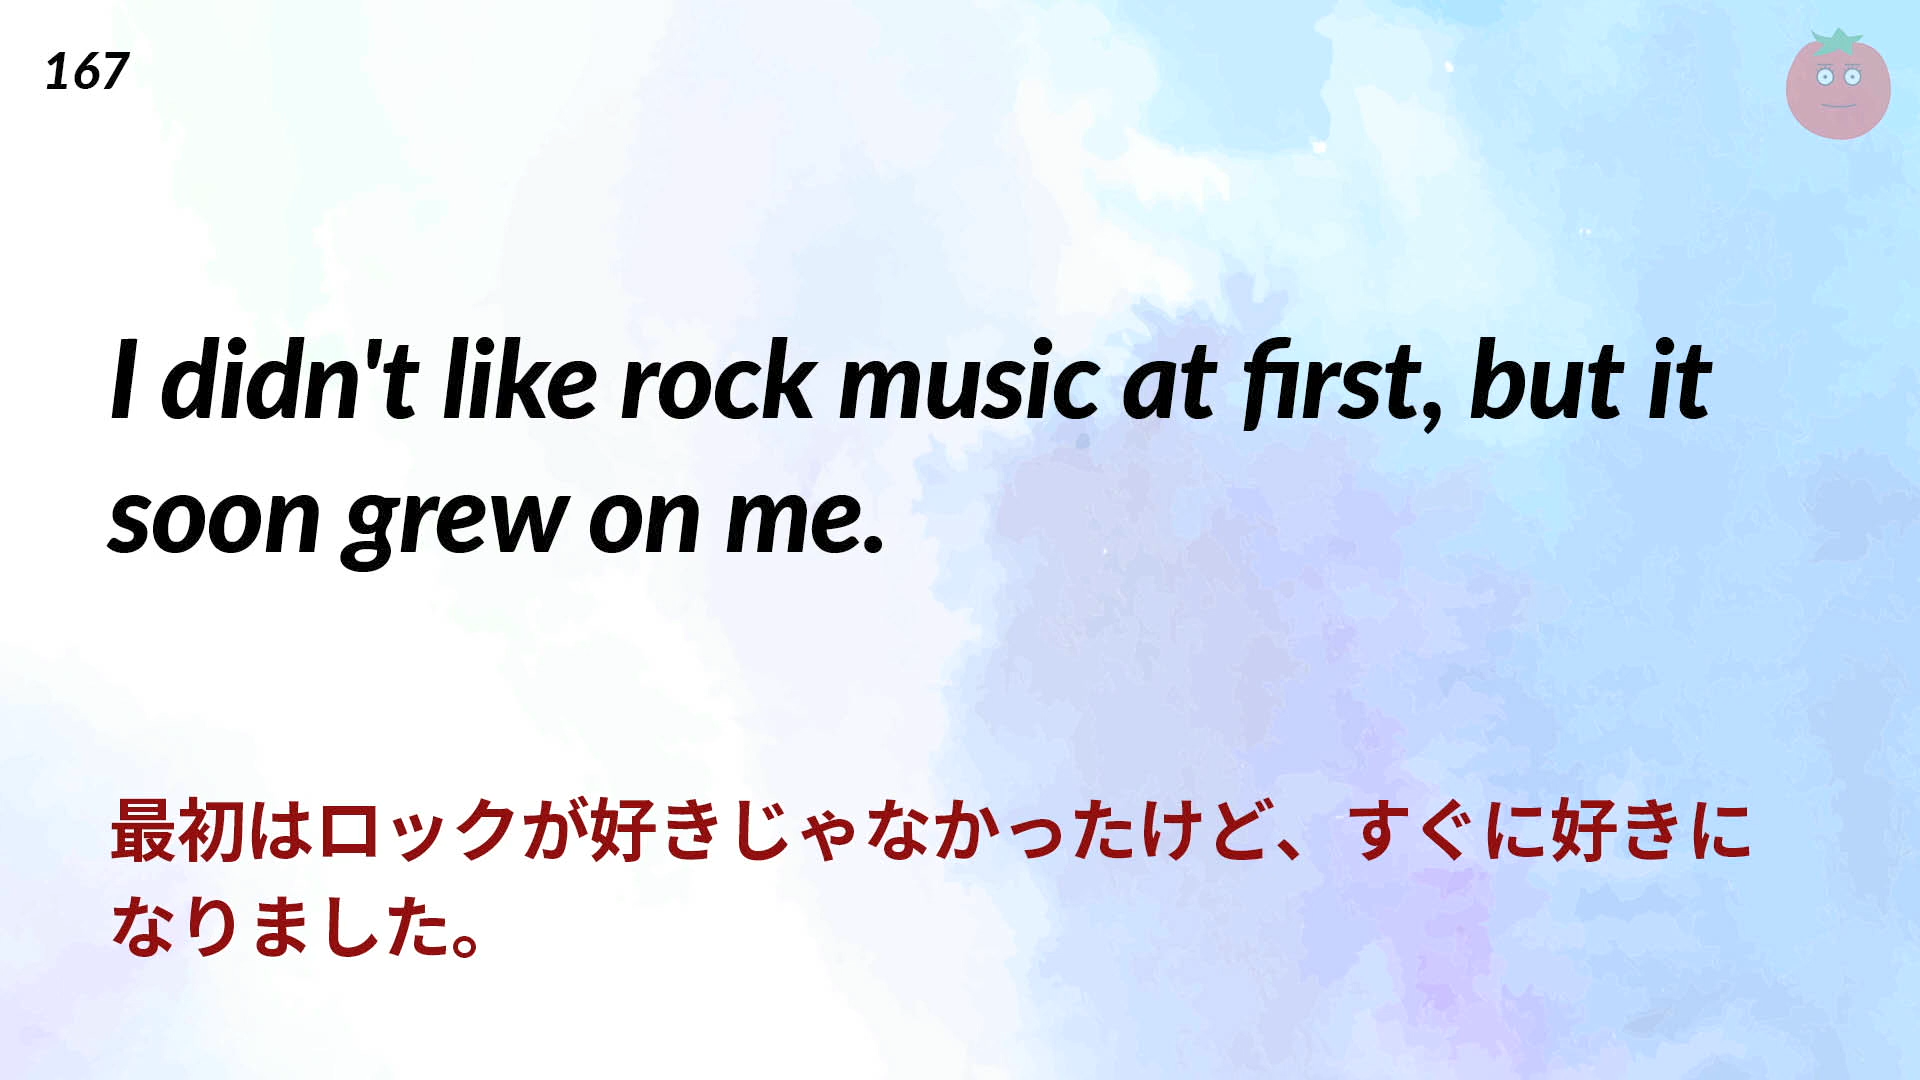 167
I didn't like rock music at first, but it
soon grew on me.
最初はロックが好きじゃなかったけど、すぐに好きに
なりました。